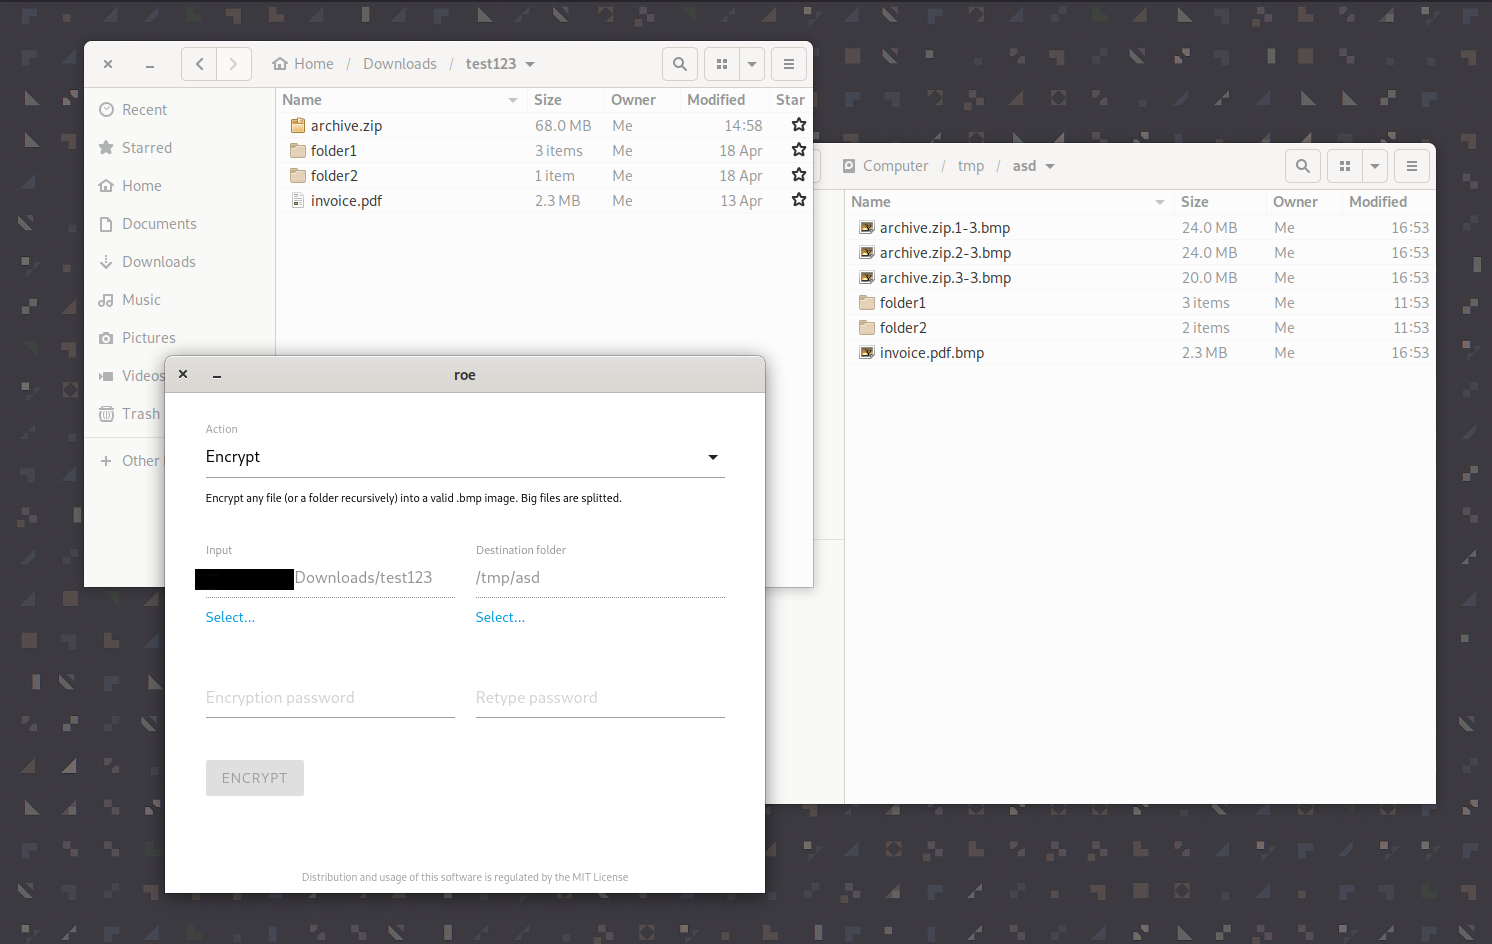 Home / Downloads / test123
Name Size Owner Modified Star
Recent
archive.zip 68.0 MB Me 14:58
Starred
folder1 3 items Me 18 Apr
folder2 1 item Me 18 Apr
Home
invoice.pdf 2.3 MB Me 13 Apr
Documents
Downloads
Music
Pictures
Videos
Trash
+ Other
Computer / tmp / asd
Name Size Owner Modified
archive.zip.1-3.bmp 24.0 MB Me 16:53
archive.zip.2-3.bmp 24.0 MB Me 16:53
archive.zip.3-3.bmp 20.0 MB Me 16:53
folder1 3 items Me 11:53
folder2 2 items Me 11:53
invoice.pdf.bmp 2.3 MB Me 16:53
roe
Action
Encrypt
Encrypt any file (or a folder recursively) into a valid .bmp image. Big files are splitted.
Input Destination folder
Downloads/test123 /tmp/asd
Select... Select...
Encryption password Retype password
ENCRYPT
Distribution and usage of this software is regulated by the MIT License